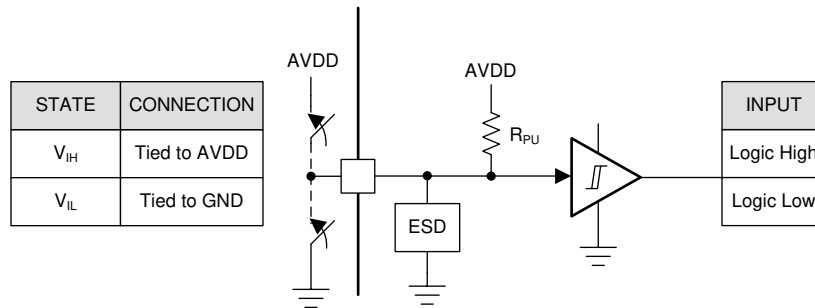 STATE CONNECTION
V_IH Tied to AVDD
V_IL Tied to GND
AVDD
AVDD
R_PU
ESD
INPUT
Logic High
Logic Low